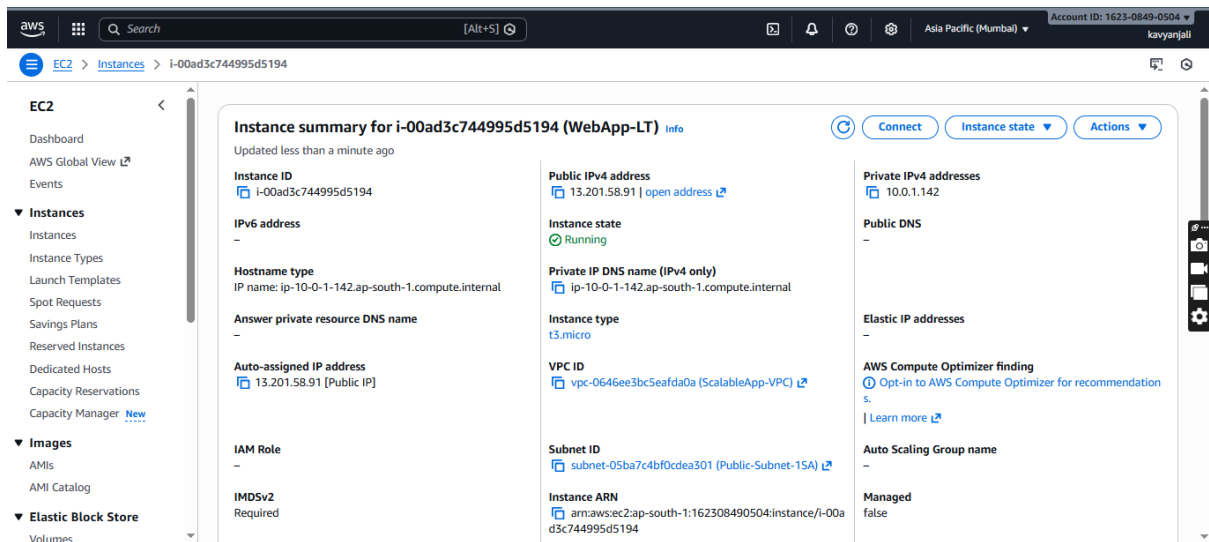 aws
Search
[Alt+S]
Asia Pacific (Mumbai)
Account ID: 1623-0849-0504
kavyanjali
EC2 > Instances > i-00ad3c744995d5194
EC2
Dashboard
AWS Global View
Events
Instances
Instances
Instance Types
Launch Templates
Spot Requests
Savings Plans
Reserved Instances
Dedicated Hosts
Capacity Reservations
Capacity Manager New
Images
AMIs
AMI Catalog
Elastic Block Store
Volumes
Instance summary for i-00ad3c744995d5194 (WebApp-LT) Info
Connect
Instance state
Actions
Updated less than a minute ago
Instance ID
i-00ad3c744995d5194
Public IPv4 address
13.201.58.91 | open address
Private IPv4 addresses
10.0.1.142
IPv6 address
–
Instance state
Running
Public DNS
–
Hostname type
IP name: ip-10-0-1-142.ap-south-1.compute.internal
Private IP DNS name (IPv4 only)
ip-10-0-1-142.ap-south-1.compute.internal
Answer private resource DNS name
–
Instance type
t3.micro
Elastic IP addresses
–
Auto-assigned IP address
13.201.58.91 [Public IP]
VPC ID
vpc-0646ee3bc5eafda0a (ScalableApp-VPC)
AWS Compute Optimizer finding
Opt-in to AWS Compute Optimizer for recommendation
s.
| Learn more
IAM Role
–
Subnet ID
subnet-05ba7c4bf0cdea301 (Public-Subnet-1SA)
Auto Scaling Group name
–
IMDSv2
Required
Instance ARN
arn:aws:ec2:ap-south-1:162308490504:instance/i-00a
d3c744995d5194
Managed
false